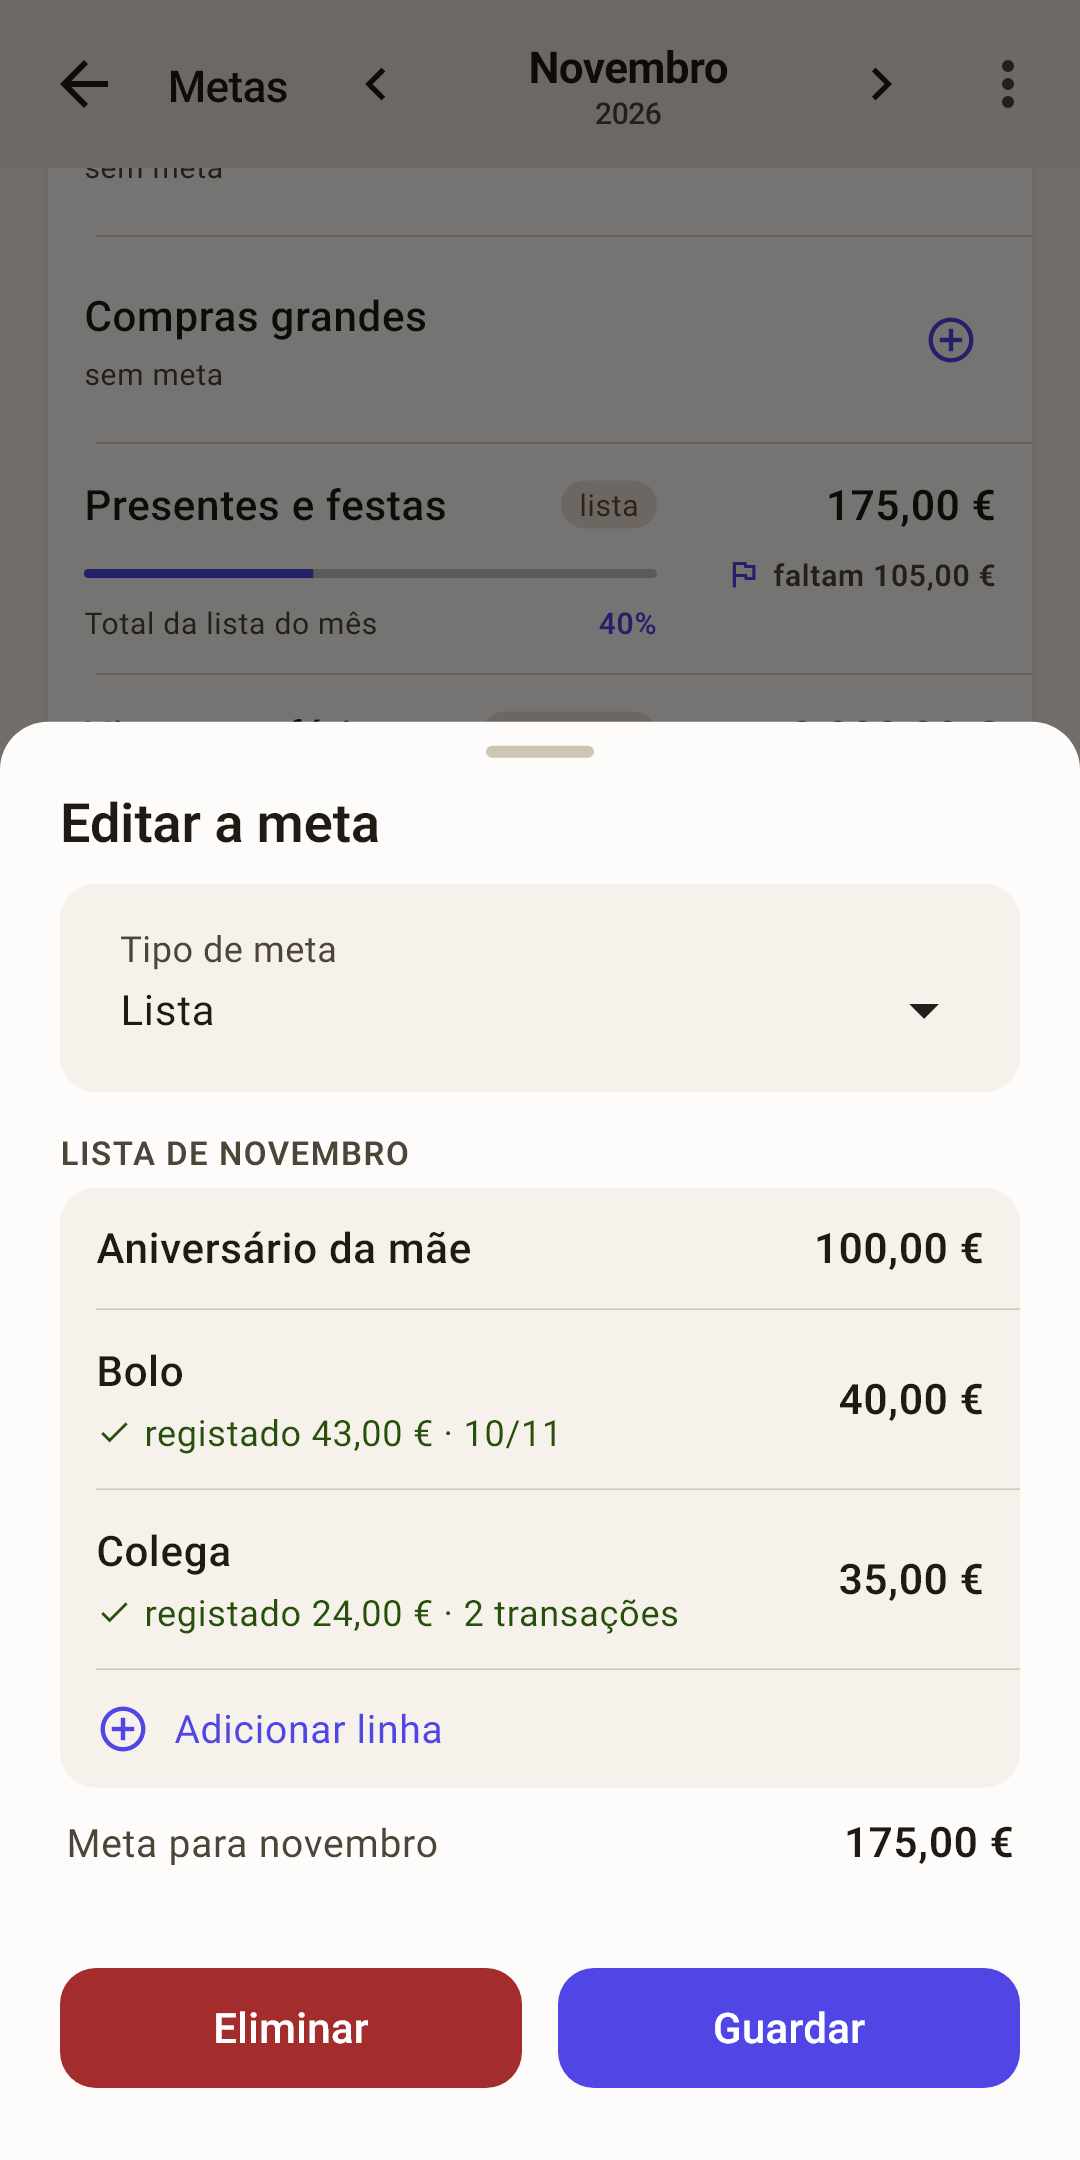 Metas
Novembro
2026
sem meta
Compras grandes
sem meta
Presentes e festas
lista
175,00 €
faltam 105,00 €
Total da lista do mês
40%
Editar a meta
Tipo de meta
Lista
LISTA DE NOVEMBRO
Aniversário da mãe
100,00 €
Bolo
registado 43,00 € · 10/11
40,00 €
Colega
registado 24,00 € · 2 transações
35,00 €
Adicionar linha
Meta para novembro
175,00 €
Eliminar
Guardar